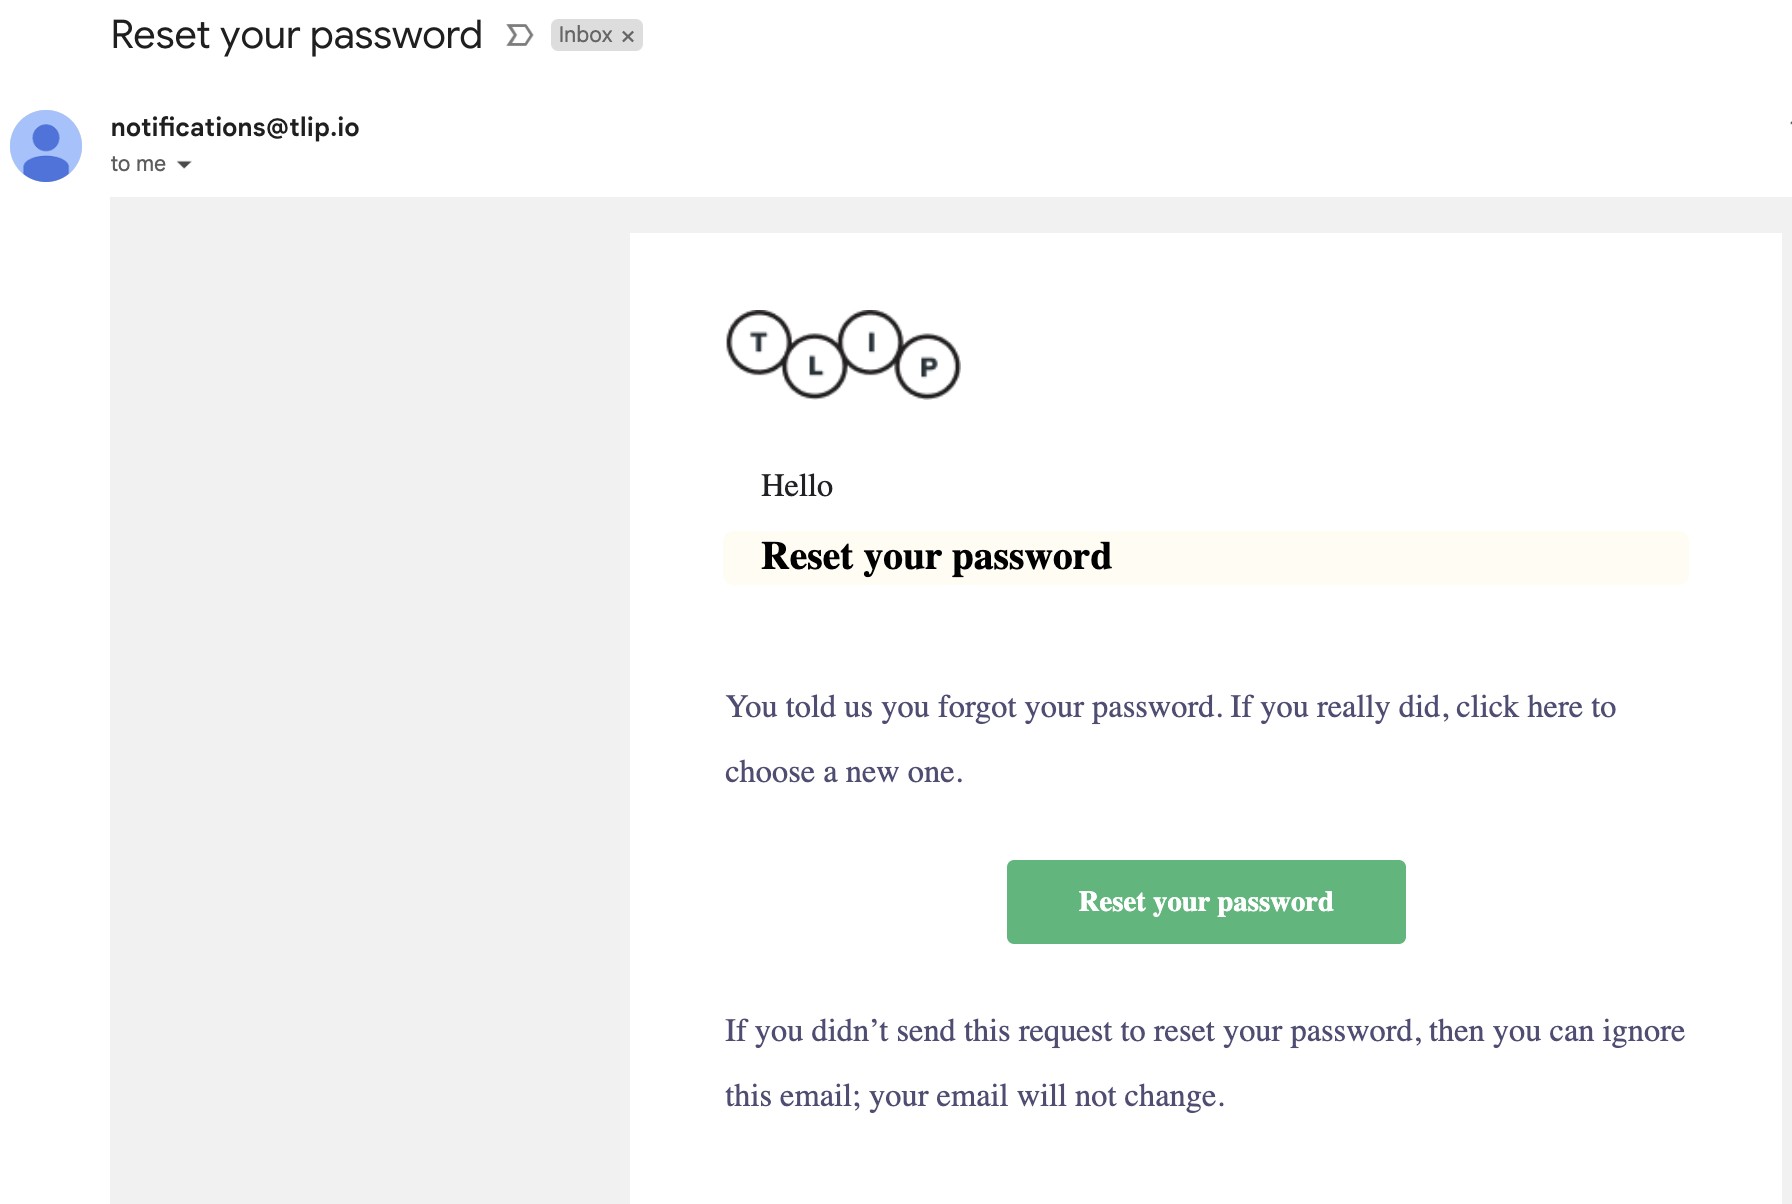 Reset your password Inbox ×
notifications@tlip.io
to me
T L I P
Hello
Reset your password
You told us you forgot your password. If you really did, click here to
choose a new one.
Reset your password
If you didn’t send this request to reset your password, then you can ignore
this email; your email will not change.